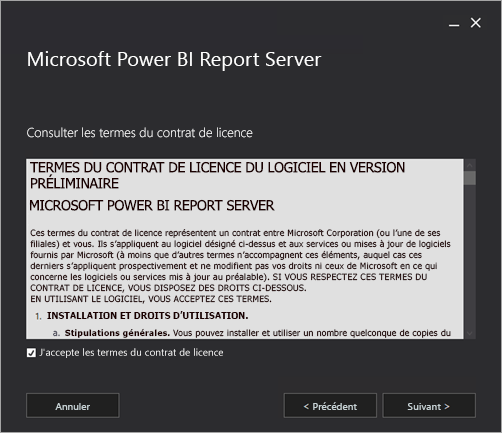 Microsoft Power BI Report Server
Consulter les termes du contrat de licence
TERMES DU CONTRAT DE LICENCE DU LOGICIEL EN VERSION
PRÉLIMINAIRE
MICROSOFT POWER BI REPORT SERVER
Ces termes du contrat de licence représentent un contrat entre Microsoft Corporation (ou l'une de ses
filiales) et vous. Ils s'appliquent au logiciel désigné ci-dessus et aux services ou mises à jour de logiciels
fournis par Microsoft (à moins que d'autres termes n'accompagnent ces éléments, auquel cas ces
derniers s'appliquent prospectivement et ne modifient pas vos droits ni ceux de Microsoft en ce qui
concerne les logiciels ou services mis à jour au préalable). SI VOUS RESPECTEZ CES TERMES DU
CONTRAT DE LICENCE, VOUS DISPOSEZ DES DROITS CI-DESSOUS.
EN UTILISANT LE LOGICIEL, VOUS ACCEPTEZ CES TERMES.
1. INSTALLATION ET DROITS D'UTILISATION.
a. Stipulations générales. Vous pouvez installer et utiliser un nombre quelconque de copies du
J'accepte les termes du contrat de licence
Annuler
< Précédent
Suivant >